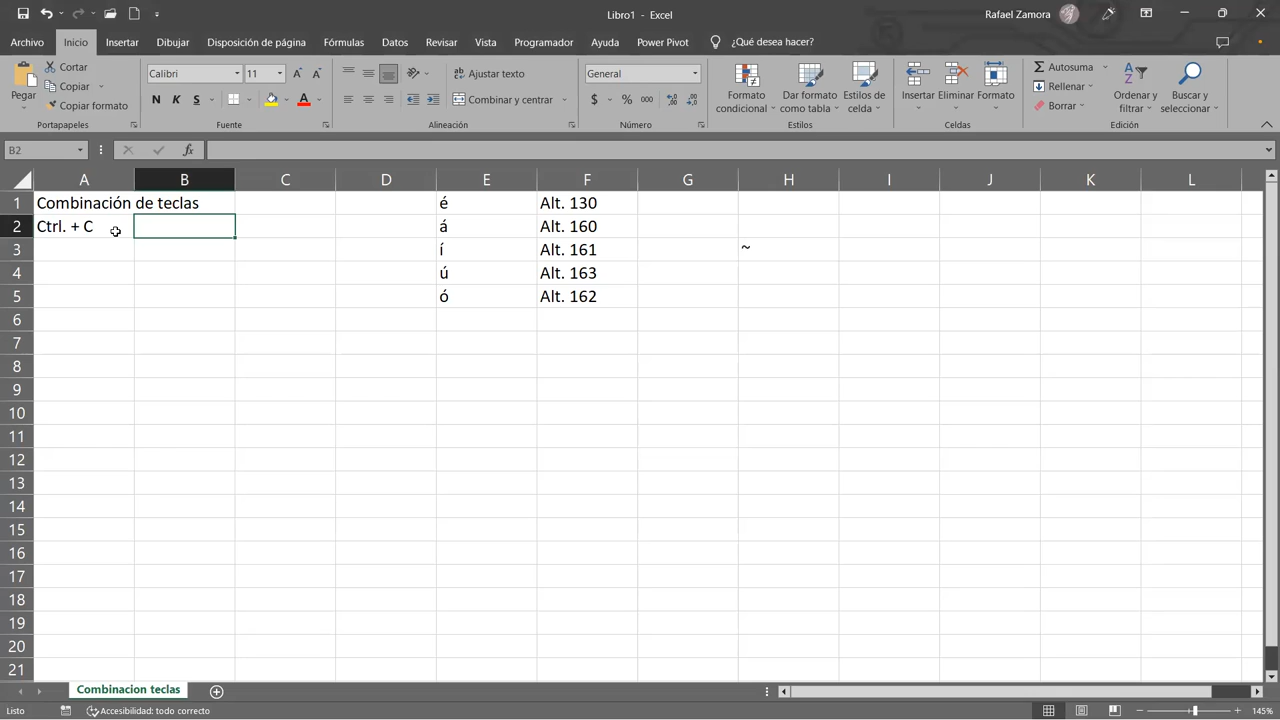 Libro1 - Excel
Rafael Zamora
Archivo Inicio Insertar Dibujar Disposición de página Fórmulas Datos Revisar Vista Programador Ayuda Power Pivot ¿Qué desea hacer?
Pegar
Cortar
Copiar
Copiar formato
Portapapeles
Calibri 11
N K S A
Fuente
Ajustar texto
Combinar y centrar
Alineación
General
$ % 000
Número
Formato condicional
Dar formato como tabla
Estilos de celda
Estilos
Insertar Eliminar Formato
Celdas
Autosuma
Rellenar
Borrar
Ordenar y filtrar
Buscar y seleccionar
Edición
B2 fx
A B C D E F G H I J K L
1 Combinación de teclas é Alt. 130
2 Ctrl. + C á Alt. 160
3 í Alt. 161 ~
4 ú Alt. 163
5 ó Alt. 162
6
7
8
9
10
11
12
13
14
15
16
17
18
19
20
21
Combinacion teclas
Listo Accesibilidad: todo correcto 145%